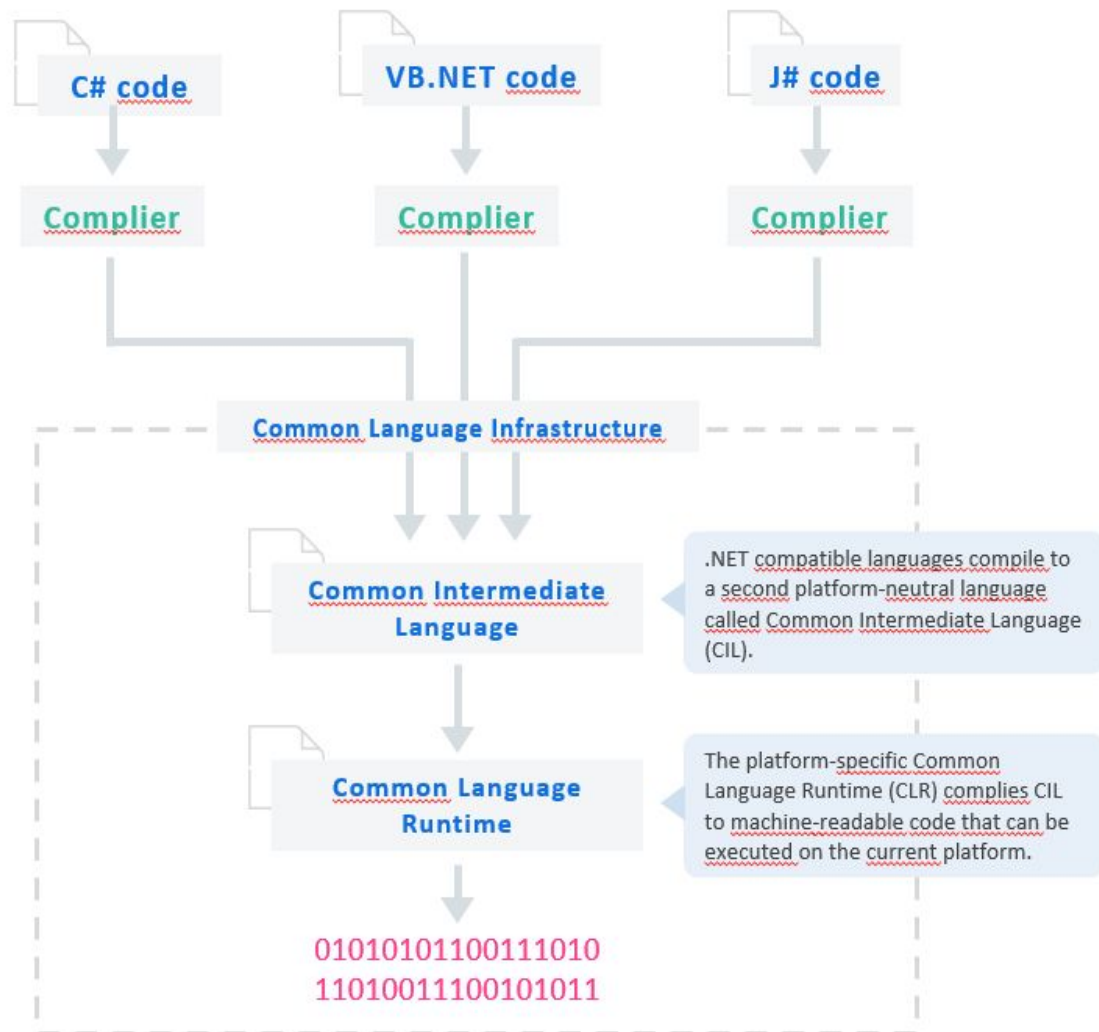 C# code
VB.NET code
J# code
Complier
Complier
Complier
Common Language Infrastructure
Common Intermediate
Language
.NET compatible languages compile to
a second platform-neutral language
called Common Intermediate Language
(CIL).
Common Language
Runtime
The platform-specific Common
Language Runtime (CLR) complies CIL
to machine-readable code that can be
executed on the current platform.
01010101100111010
11010011100101011